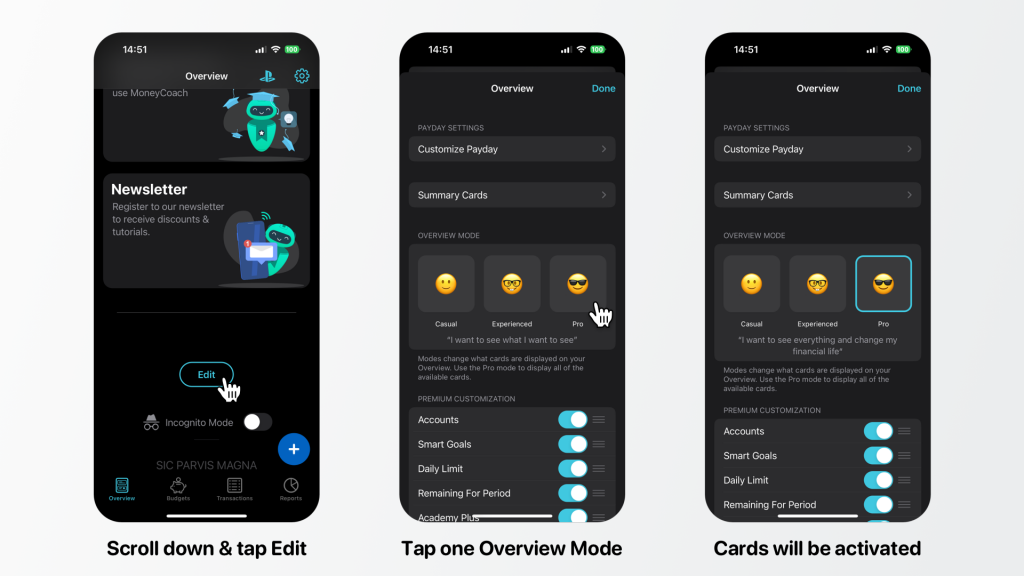 14:51
100
Overview
use MoneyCoach
Newsletter
Register to our newsletter
to receive discounts &
tutorials.
1
Edit
Incognito Mode
+
SIC PARVIS MAGNA
Overview
Budgets
Transactions
Reports
Scroll down & tap Edit
14:51
100
Overview
Done
PAYDAY SETTINGS
Customize Payday
Summary Cards
OVERVIEW MODE
Casual
Experienced
Pro
"I want to see what I want to see"
Modes change what cards are displayed on your
Overview. Use the Pro mode to display all of the
available cards.
PREMIUM CUSTOMIZATION
Accounts
Smart Goals
Daily Limit
Remaining For Period
Academy Plus
Tap one Overview Mode
14:51
100
Overview
Done
PAYDAY SETTINGS
Customize Payday
Summary Cards
OVERVIEW MODE
Casual
Experienced
Pro
"I want to see everything and change my
financial life"
Modes change what cards are displayed on your
Overview. Use the Pro mode to display all of the
available cards.
PREMIUM CUSTOMIZATION
Accounts
Smart Goals
Daily Limit
Remaining For Period
Cards will be activated